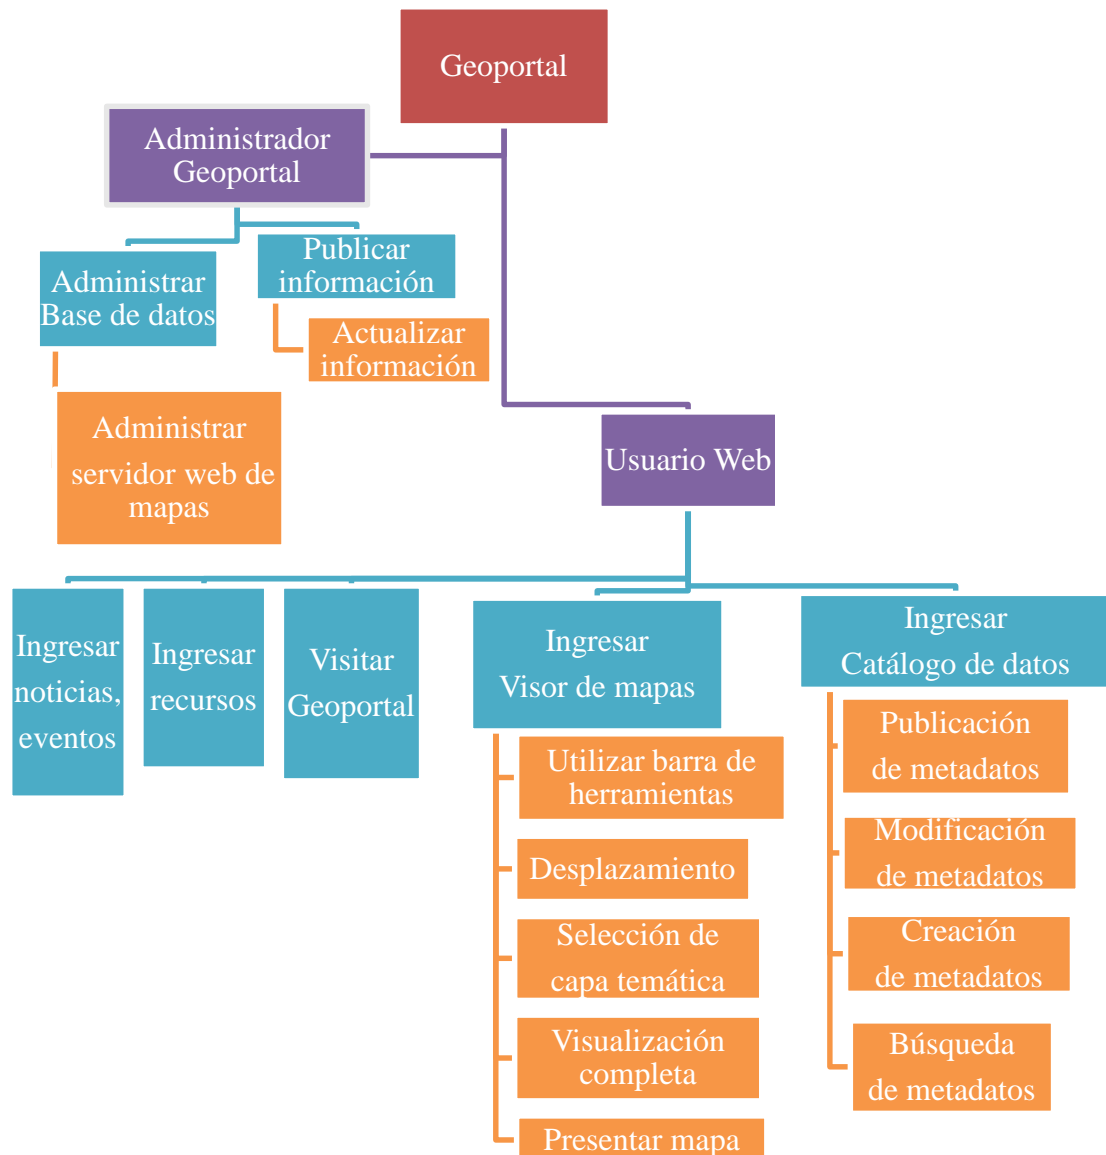 Geoportal
Administrador
Geoportal
Publicar
información
Administrar
Base de datos
Actualizar
información
Administrar
servidor web de
mapas
Usuario Web
Ingresar
noticias,
eventos
Ingresar
recursos
Visitar
Geoportal
Ingresar
Visor de mapas
Utilizar barra de
herramientas
Desplazamiento
Selección de
capa temática
Visualización
completa
Presentar mapa
Ingresar
Catálogo de datos
Publicación
de metadatos
Modificación
de metadatos
Creación
de metadatos
Búsqueda
de metadatos